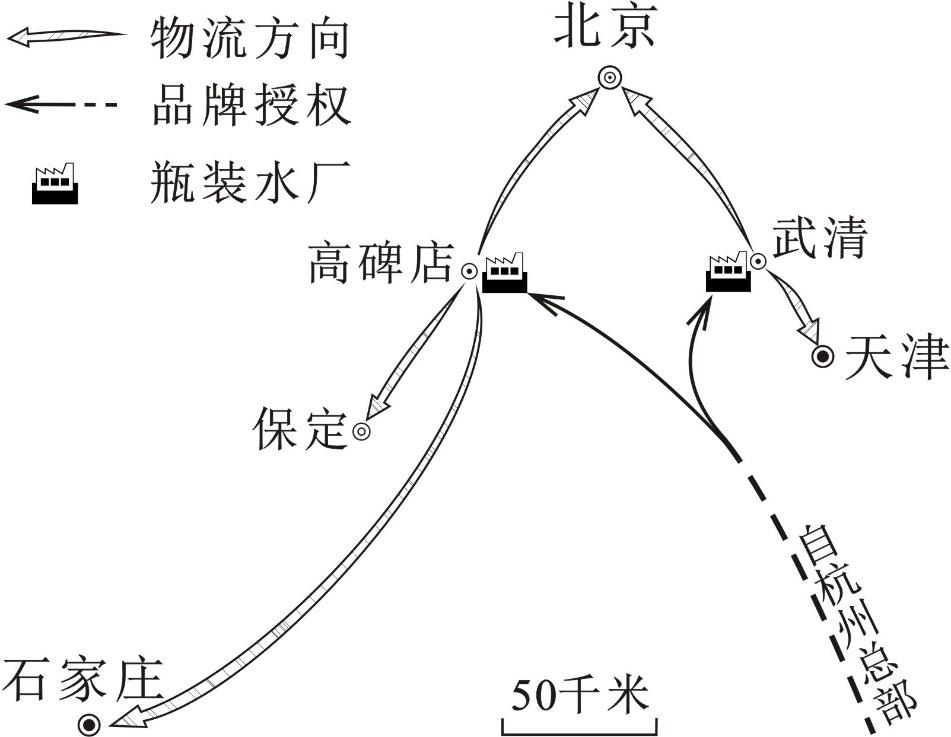 物流方向
品牌授权
瓶装水厂
北京
高碑店
武清
天津
保定
石家庄
50千米
自杭州总部